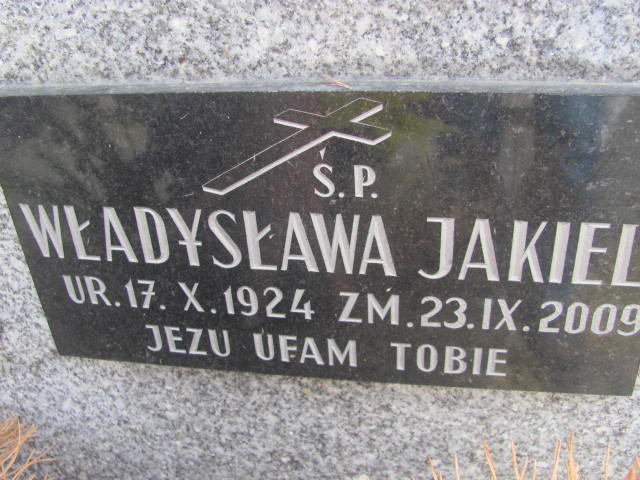 Ś.P.
WŁADYSŁAWA JAKIEL
UR. 17. X. 1924 ZM. 23. IX. 2009
JEZU UFAM TOBIE